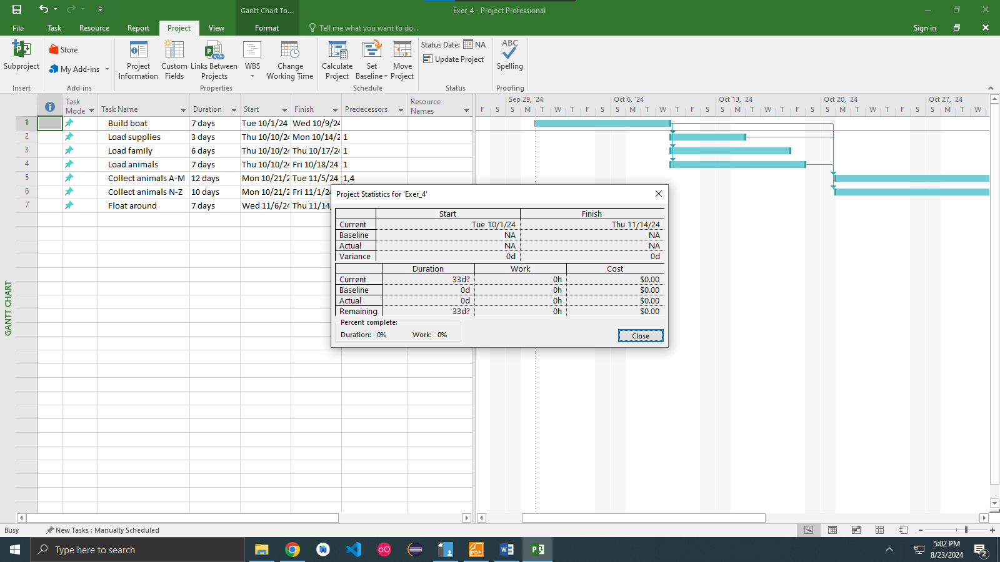 Gantt Chart To...
Exer_4 - Project Professional
File Task Resource Report Project View Format Tell me what you want to do... Sign in
Subproject
Insert
Store
My Add-ins
Add-ins
Project Information
Custom Fields
Links Between Projects
WBS
Change Working Time
Properties
Calculate Project
Set Baseline
Move Project
Schedule
Status Date: NA
Update Project
Status
ABC
Spelling
Proofing
Task Mode Task Name Duration Start Finish Predecessors Resource Names
1 Build boat 7 days Tue 10/1/24 Wed 10/9/24
2 Load supplies 3 days Thu 10/10/24 Mon 10/14/2 1
3 Load family 6 days Thu 10/10/24 Thu 10/17/24 1
4 Load animals 7 days Thu 10/10/24 Fri 10/18/24 1
5 Collect animals A-M 12 days Mon 10/21/2 Tue 11/5/24 1,4
6 Collect animals N-Z 10 days Mon 10/21/2 Fri 11/1/24
7 Float around 7 days Wed 11/6/24 Thu 11/14/
Sep 29, '24 Oct 6, '24 Oct 13, '24 Oct 20, '24 Oct 27, '24
F S S M T W T F S S M T W T F S S M T W T F S S M T W T F S S M T W
GANTT CHART
Project Statistics for 'Exer_4'
Start Finish
Current Tue 10/1/24 Thu 11/14/24
Baseline NA NA
Actual NA NA
Variance 0d 0d
Duration Work Cost
Current 33d? 0h $0.00
Baseline 0d 0h $0.00
Actual 0d 0h $0.00
Remaining 33d? 0h $0.00
Percent complete:
Duration: 0% Work: 0%
Close
Busy New Tasks : Manually Scheduled
Type here to search
PDF
5:02 PM
8/23/2024
2